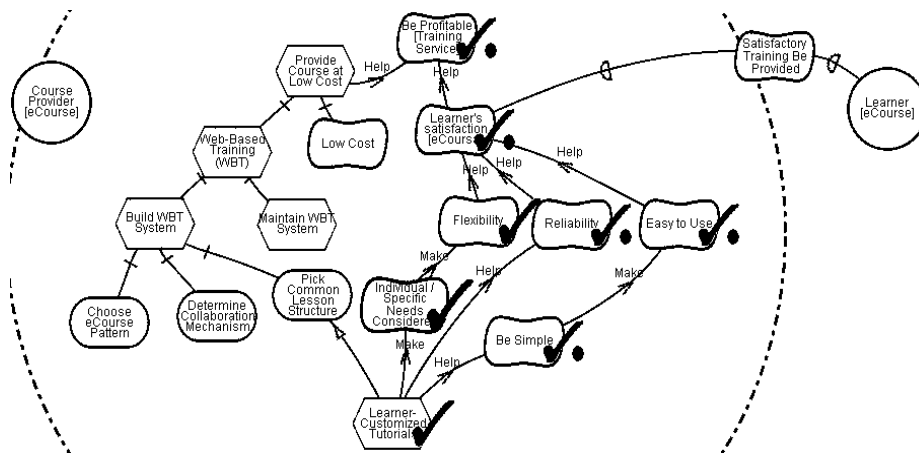 Be Profitable
[Training
Service]
Provide
Course at
Low Cost
Help
Satisfactory
Training Be
Provided
Course
Provider
[eCourse]
Learner
[eCourse]
Help
Learner's
satisfaction
[eCourse]
Low Cost
Web-Based
Training
(WBT)
Help
Help
Help
Build WBT
System
Maintain WBT
System
Flexibility
Reliability
Easy to Use
Make
Help
Make
Pick
Common
Lesson
Structure
Individual /
Specific
Needs
Considered
Choose
eCourse
Pattern
Determine
Collaboration
Mechanism
Make
Help
Be Simple
Learner-
Customized
Tutorials